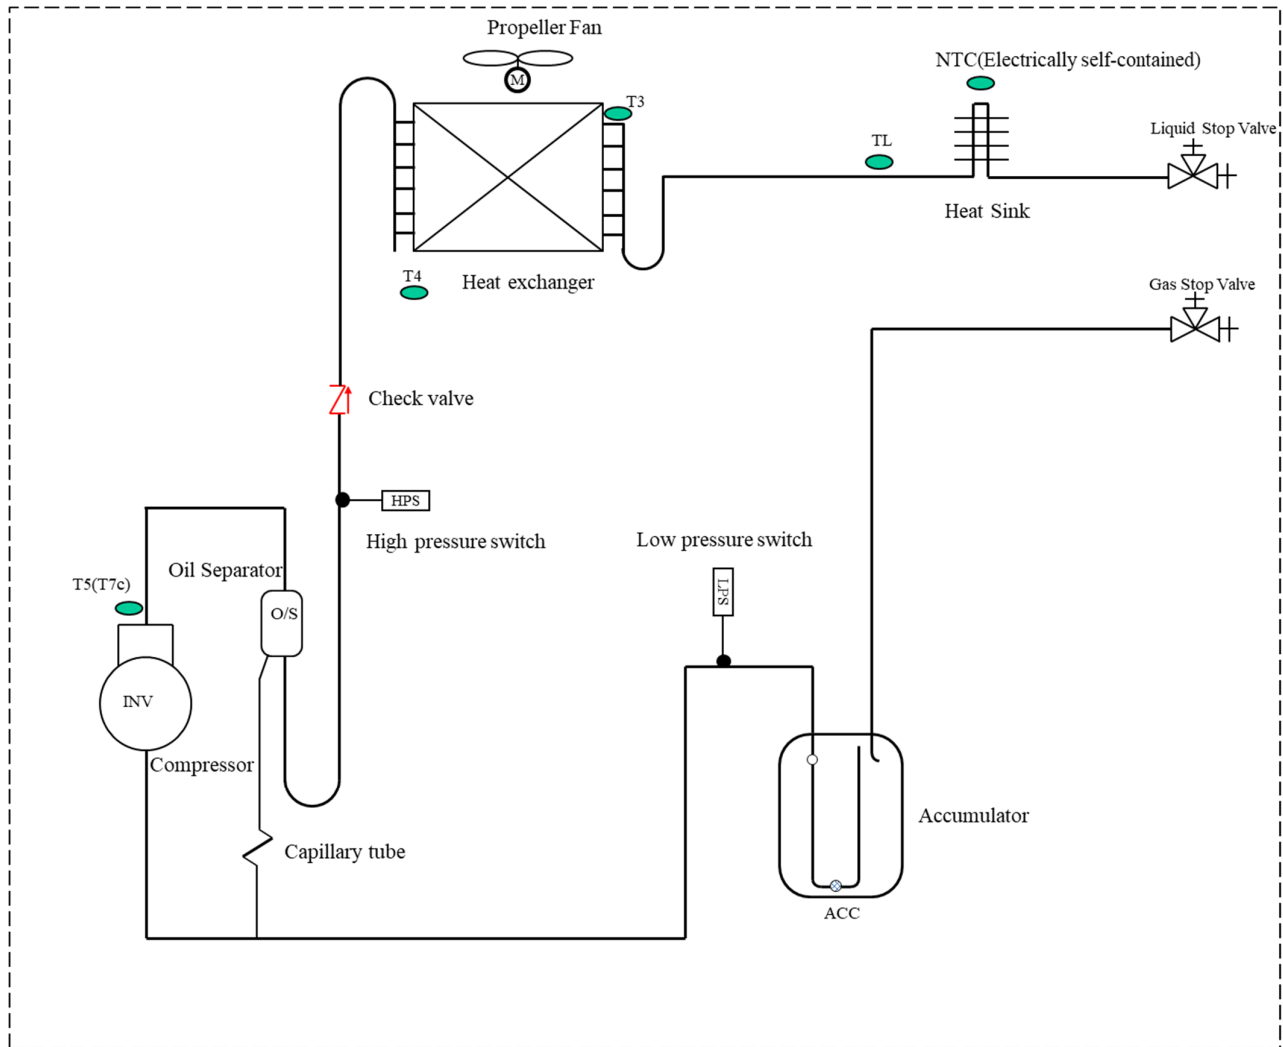 Propeller Fan
M
NTC(Electrically self-contained)
T3
Liquid Stop Valve
TL
Heat Sink
T4
Heat exchanger
Gas Stop Valve
Check valve
HPS
High pressure switch
Low pressure switch
Oil Separator
T5(T7c)
LPS
O/S
INV
Compressor
Accumulator
Capillary tube
ACC